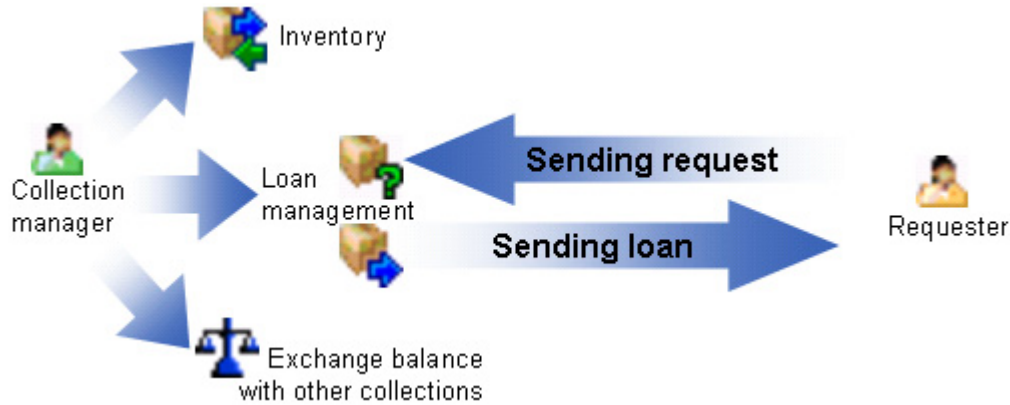 Inventory
Sending request
Collection
manager
Loan
management
Requester
Sending loan
Exchange balance
with other collections